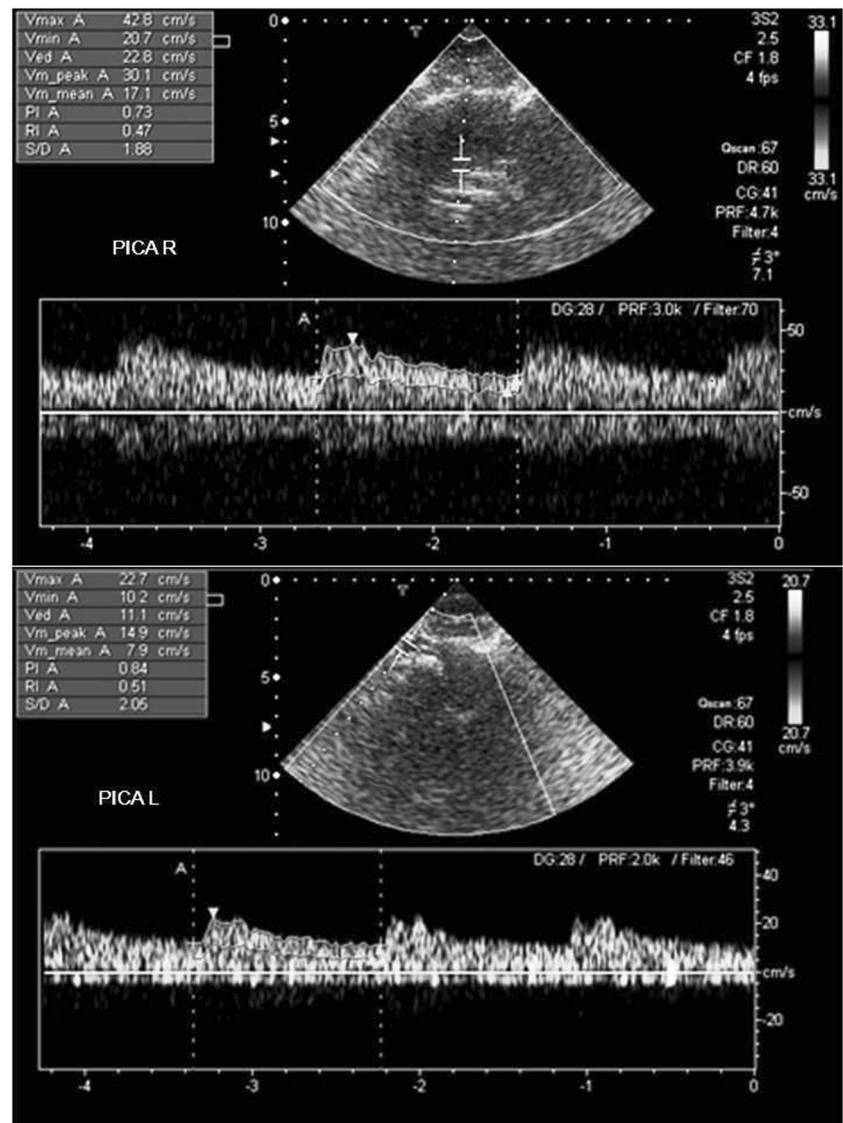 Vmax A 42.8 cm/s
Vmin A 20.7 cm/s
Ved A 22.8 cm/s
Vm_peak A 30.1 cm/s
Vm_mean A 17.1 cm/s
PI A 0.73
RI A 0.47
S/D A 1.88
0
5
10
T
PICA R
3S2
2.5
CF 1.8
4 fps
Qscan:67
DR:60
CG:41
PRF:4.7k
Filter:4
3°
7.1
33.1
33.1
cm/s
A
DG:28 / PRF:3.0k / Filter:70
50
cm/s
-50
-4 -3 -2 -1 0
Vmax A 22.7 cm/s
Vmin A 10.2 cm/s
Ved A 11.1 cm/s
Vm_peak A 14.9 cm/s
Vm_mean A 7.9 cm/s
PI A 0.84
RI A 0.51
S/D A 2.05
0
5
10
T
PICA L
3S2
2.5
CF 1.8
4 fps
Qscan:67
DR:60
CG:41
PRF:3.9k
Filter:4
3°
4.3
20.7
20.7
cm/s
A
DG:28 / PRF:2.0k / Filter:46
40
20
cm/s
-20
-4 -3 -2 -1 0